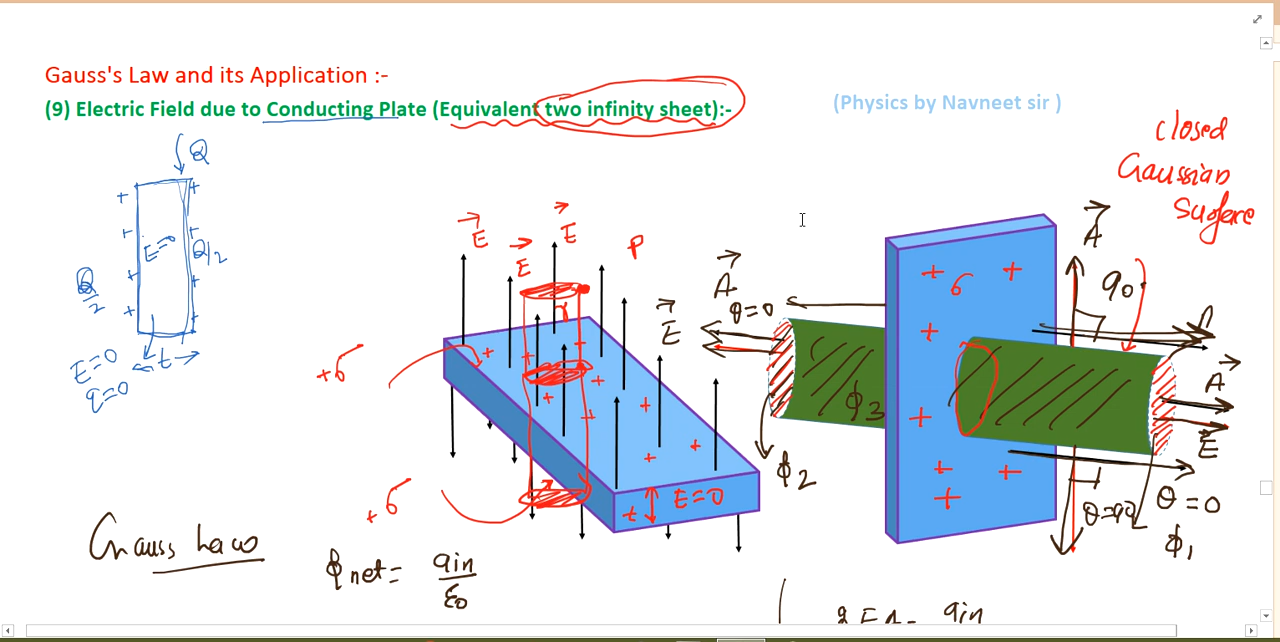 Gauss's Law and its Application :-
(9) Electric Field due to Conducting Plate (Equivalent two infinity sheet):-
(Physics by Navneet sir )
closed
Gaussian
Q
+ +
+ +
E=0
Q/2
+ +
Q/2
+ +
E=0
q=0
t
E
E
E
P
r
+σ
+σ
t
E=0
A
θ=0
E
ϕ3
ϕ2
σ
A
90
A
E
θ=0
ϕ1
Gauss Law
ϕnet = qin
ε0
2EA = qin